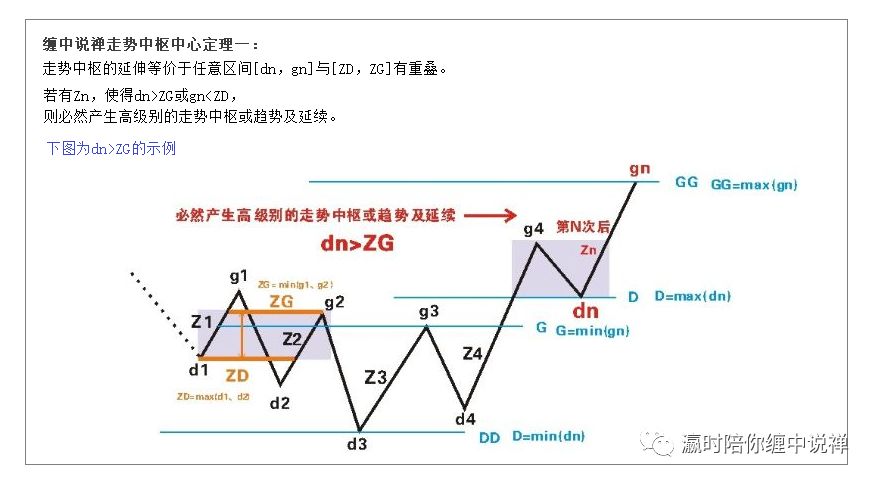 缠中说禅走势中枢中心定理一：
走势中枢的延伸等价于任意区间[dn，gn]与[ZD，ZG]有重叠。
若有Zn，使得dn>ZG或gn<ZD，
则必然产生高级别的走势中枢或趋势及延续。
下图为dn>ZG的示例
gn
GG GG=max(gn)
必然产生高级别的走势中枢或趋势及延续
g4 第N次后
dn>ZG
Zn
g1 ZG=min(g1、g2)
ZG g2
D D=max(dn)
dn
g3
Z1
G G=min(gn)
Z2
Z4
d1
ZD
Z3
ZD=max(d1、d2)
d2
d4
d3
DD D=min(dn)
瀛时陪你缠中说禅